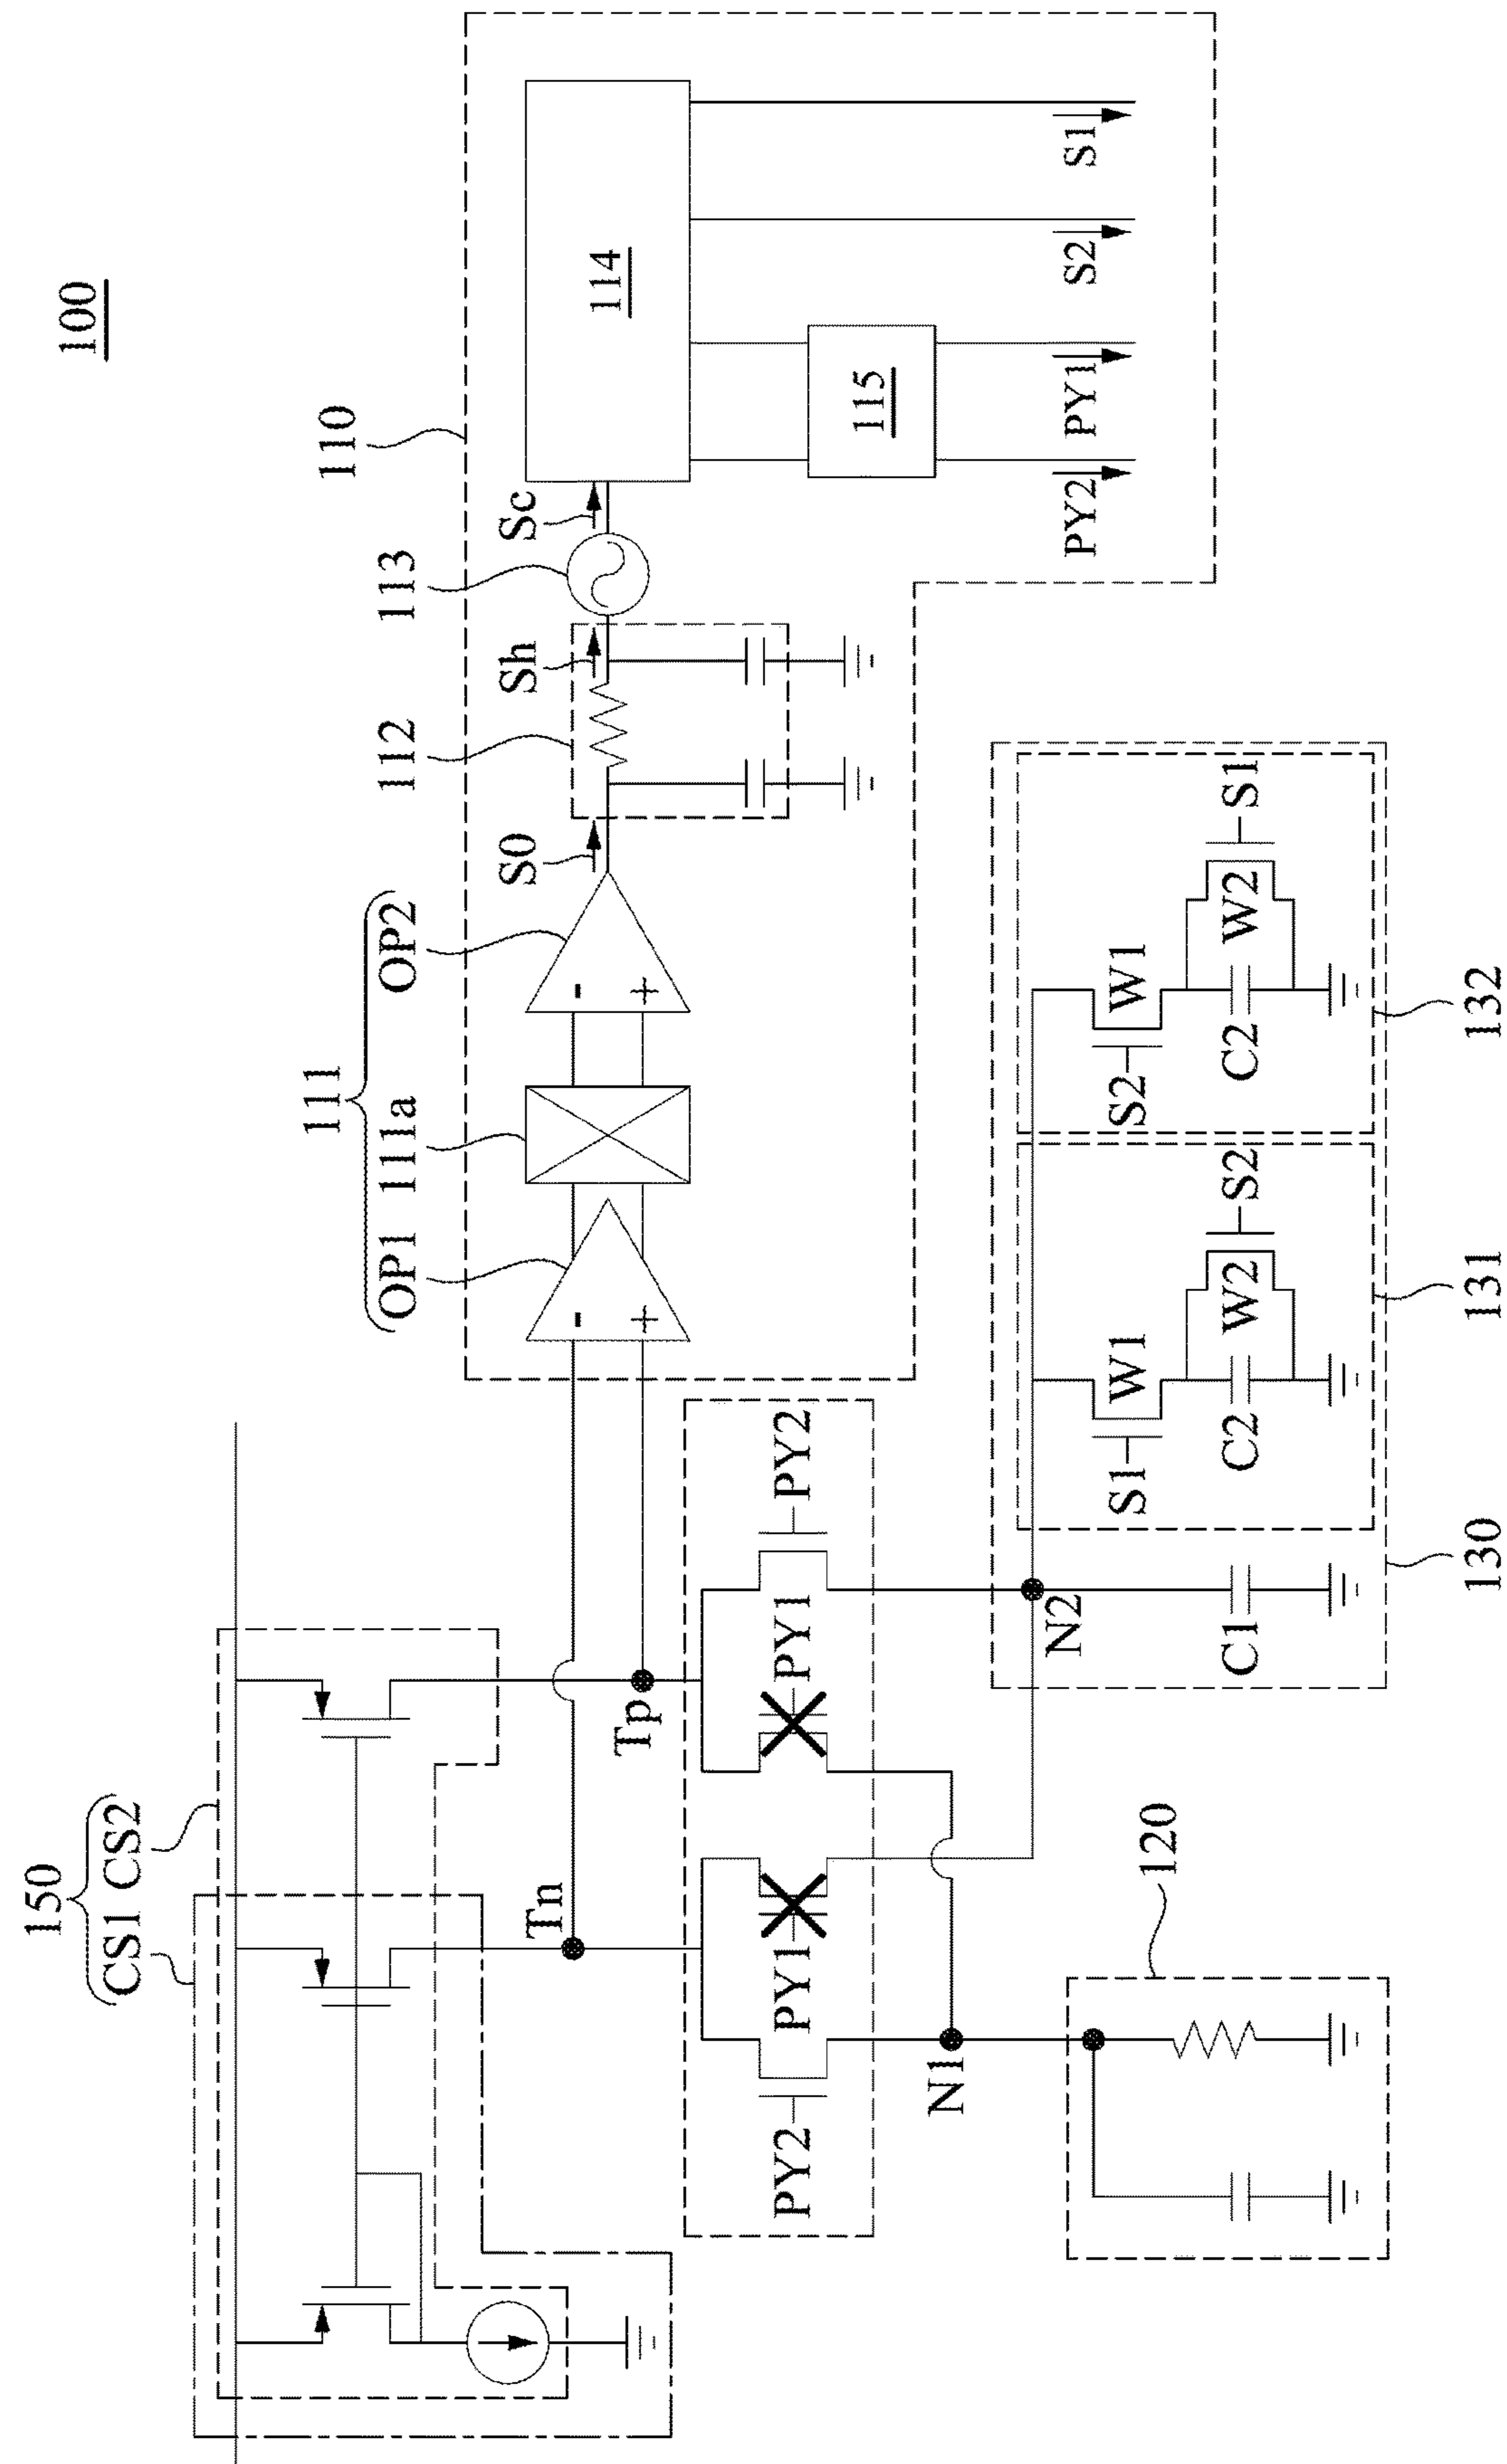 100
150
CS1 CS2
111
OP1 111a OP2
112
113
110
S0
Sh
Sc
114
115
PY2
PY1
S2
S1
Tn
Tp
-
+
-
+
PY2
PY1
PY1
PY2
N1
N2
120
C1
S1
W1
C2
W2
S2
S2
W1
C2
W2
S1
130
131
132